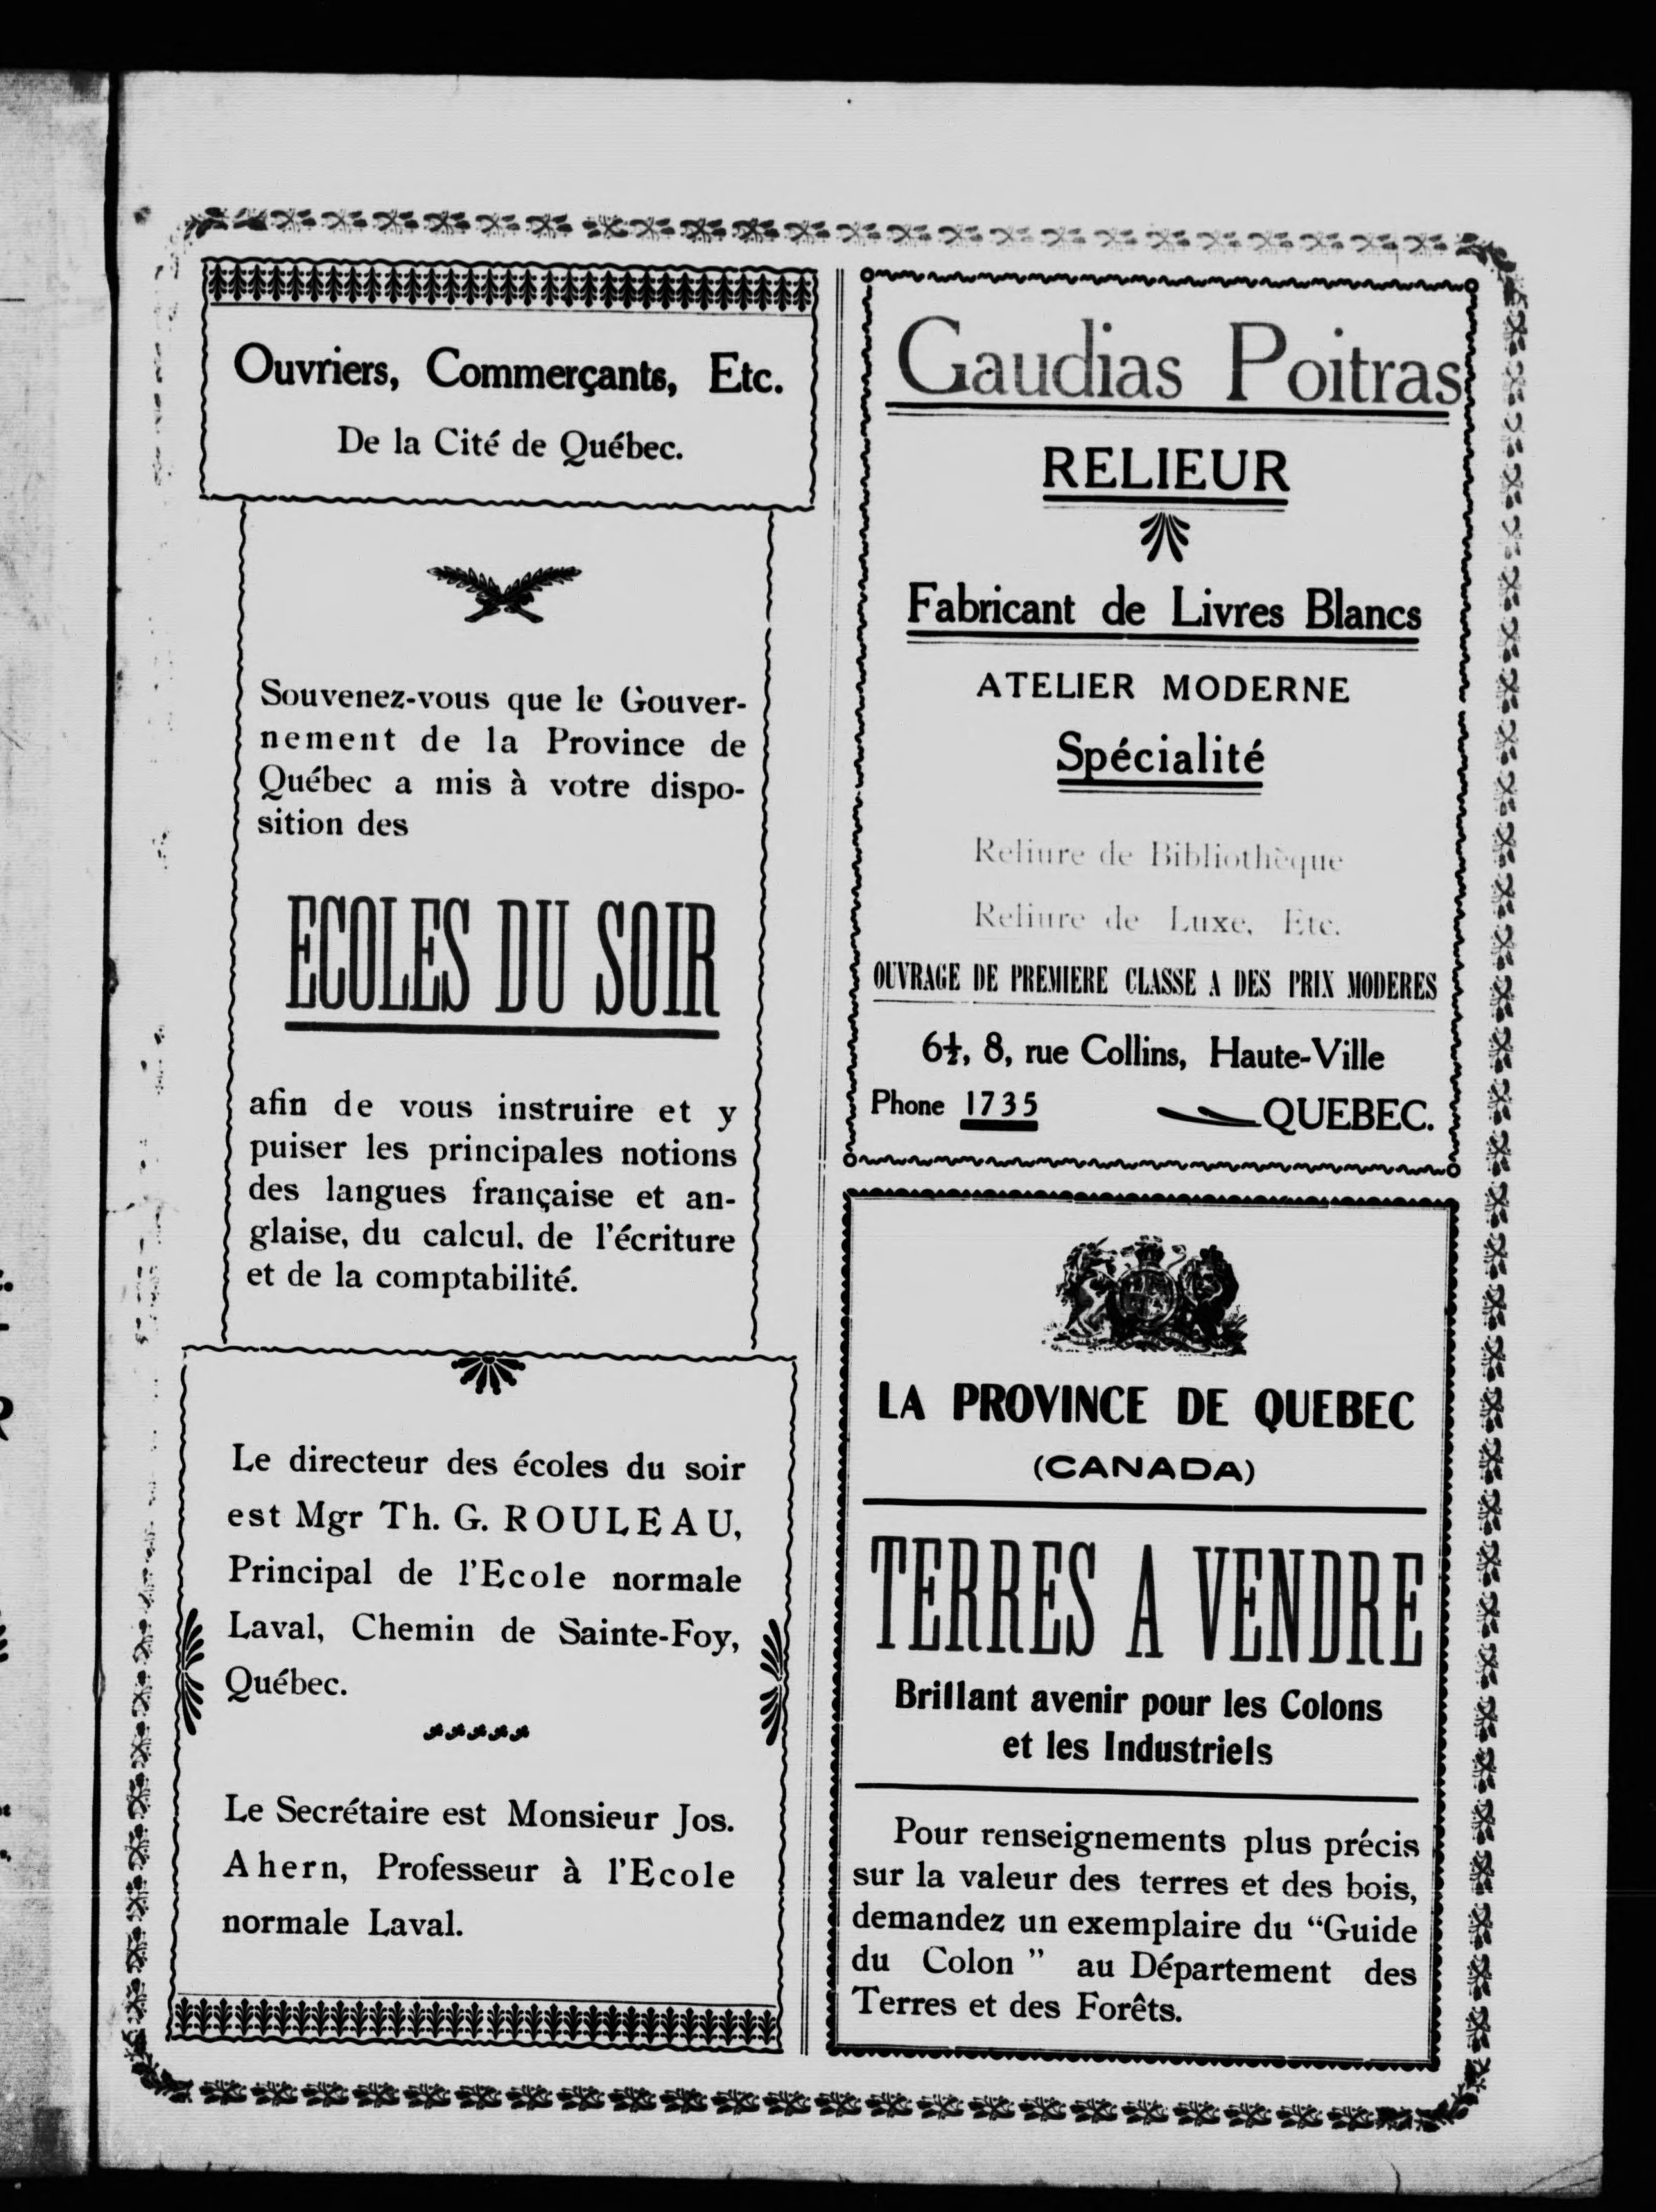 Ouvriers, Commerçants, Etc.
De la Cité de Québec.
Souvenez-vous que le Gouver-
nement de la Province de
Québec a mis à votre dispo-
sition des
ECOLES DU SOIR
afin de vous instruire et y
puiser les principales notions
des langues française et an-
glaise, du calcul. de l'écriture
et de la comptabilité.
Le directeur des écoles du soir
est Mgr Th. G. ROULEAU,
Principal de l'Ecole normale
Laval, Chemin de Sainte-Foy,
Québec.
Le Secrétaire est Monsieur Jos.
Ahern, Professeur à l'Ecole
normale Laval.
Gaudias Poitras
RELIEUR
Fabricant de Livres Blancs
ATELIER MODERNE
Spécialité
Reliure de Bibliothèque
Reliure de Luxe, Etc.
OUVRAGE DE PREMIERE CLASSE A DES PRIX MODERES
6½, 8, rue Collins, Haute-Ville
Phone 1735 QUEBEC.
LA PROVINCE DE QUEBEC
(CANADA)
TERRES A VENDRE
Brillant avenir pour les Colons
et les Industriels
Pour renseignements plus précis
sur la valeur des terres et des bois,
demandez un exemplaire du “Guide
du Colon ” au Département des
Terres et des Forêts.